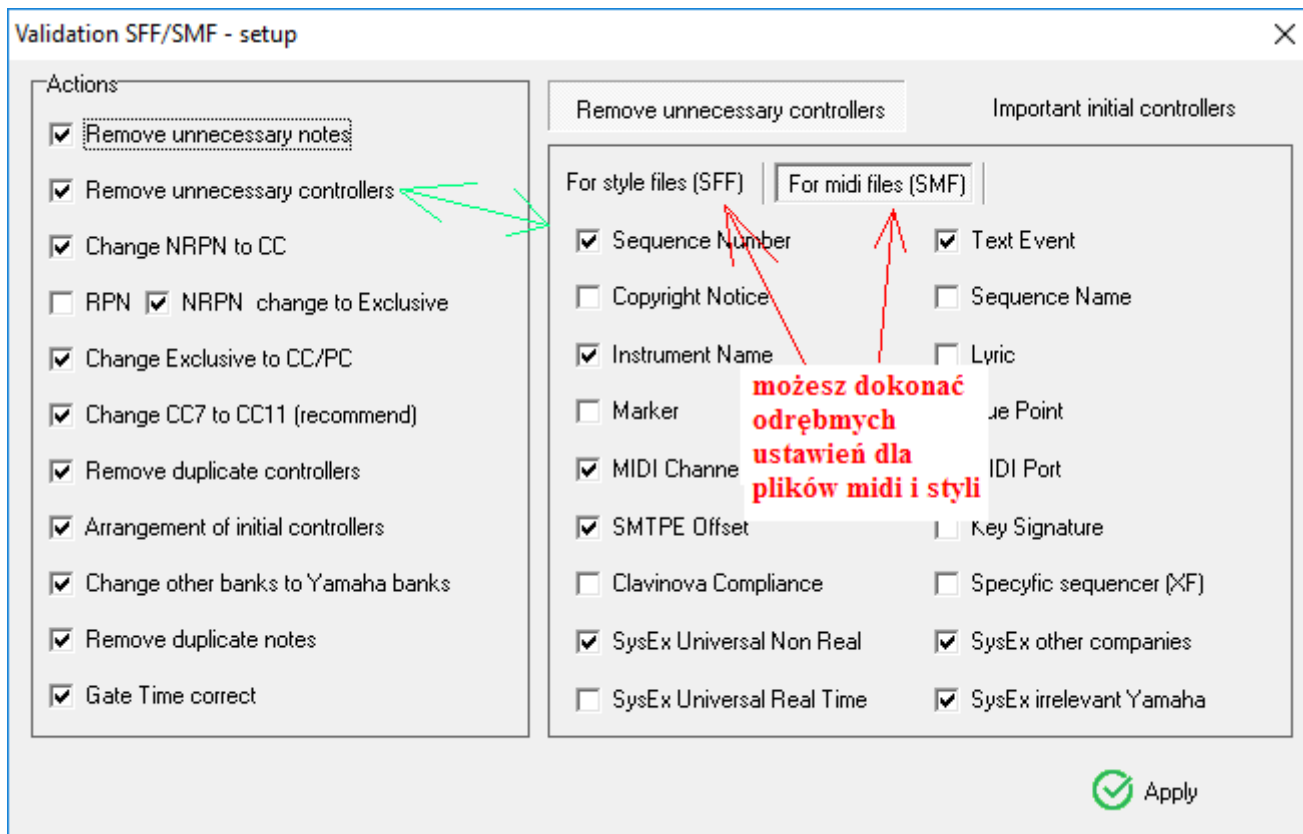 Validation SFF/SMF - setup
Actions
Remove unnecessary notes
Remove unnecessary controllers
Change NRPN to CC
RPN NRPN change to Exclusive
Change Exclusive to CC/PC
Change CC7 to CC11 (recommend)
Remove duplicate controllers
Arrangement of initial controllers
Change other banks to Yamaha banks
Remove duplicate notes
Gate Time correct
Remove unnecessary controllers Important initial controllers
For style files (SFF) For midi files (SMF)
Sequence Number Text Event
Copyright Notice Sequence Name
Instrument Name Lyric
Marker ue Point
MIDI Channe IDI Port
SMTPE Offset Key Signature
Clavinova Compliance Specyfic sequencer (XF)
SysEx Universal Non Real SysEx other companies
SysEx Universal Real Time SysEx irrelevant Yamaha
możesz dokonać
odrębmych
ustawień dla
plików midi i styli
Apply